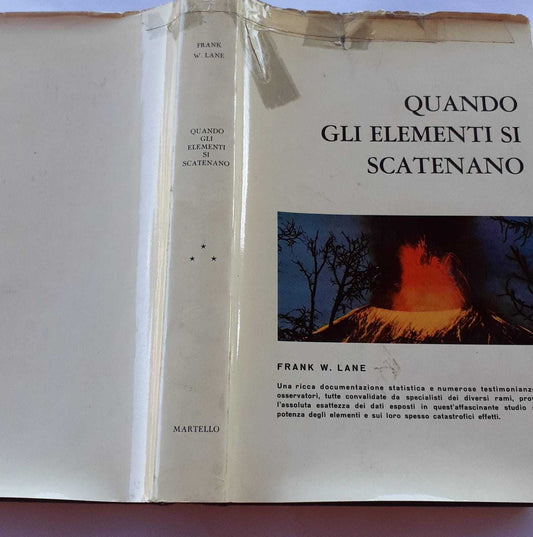 FRANK
W. LANE
QUANDO
GLI
ELEMENTI
SI
SCATENANO
MARTELLO
QUANDO
GLI ELEMENTI SI
SCATENANO
FRANK W. LANE
Una ricca documentazione statistica e numerose testimonianz
osservatori, tutte convalidate da specialisti dei diversi rami, prov
l'assoluta esattezza dei dati esposti in quest'affascinante studio
potenza degli elementi e sui loro spesso catastrofici effetti.